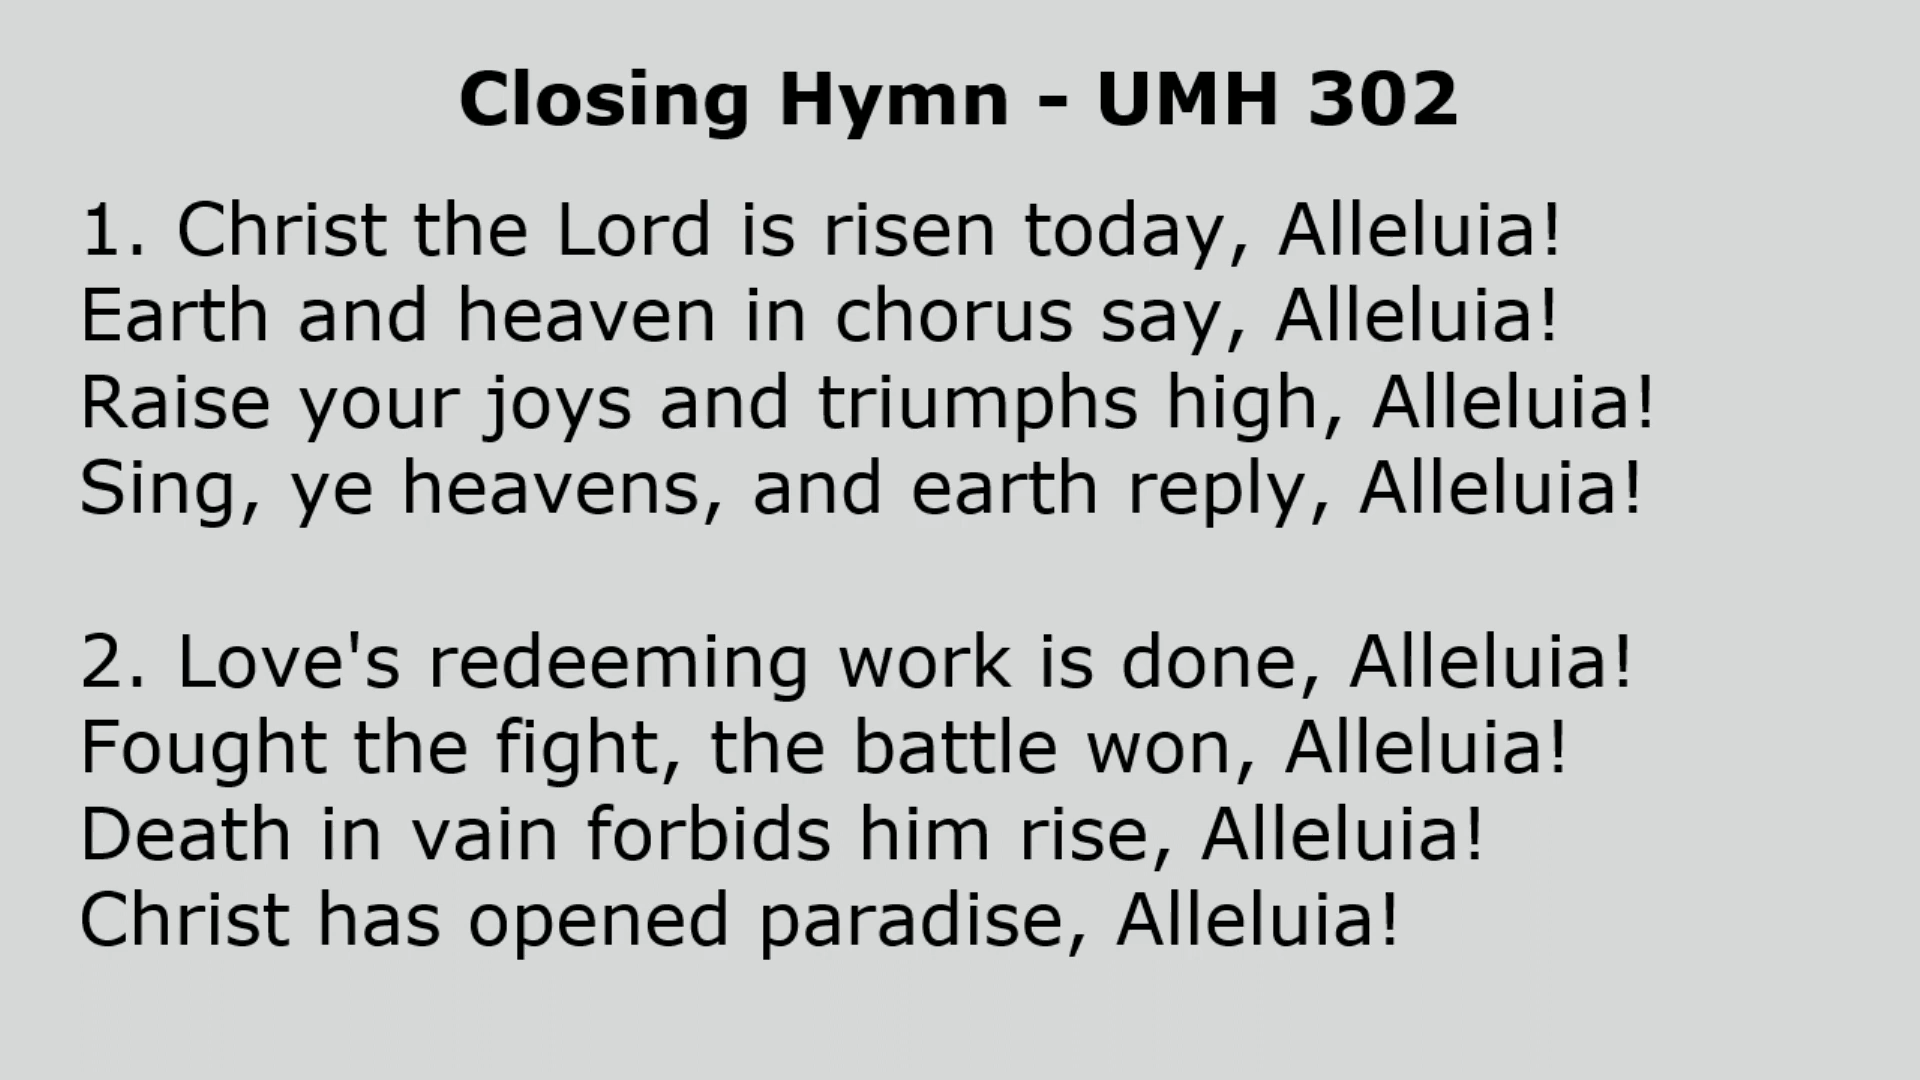 Closing Hymn - UMH 302
1. Christ the Lord is risen today, Alleluia!
Earth and heaven in chorus say, Alleluia!
Raise your joys and triumphs high, Alleluia!
Sing, ye heavens, and earth reply, Alleluia!
2. Love's redeeming work is done, Alleluia!
Fought the fight, the battle won, Alleluia!
Death in vain forbids him rise, Alleluia!
Christ has opened paradise, Alleluia!